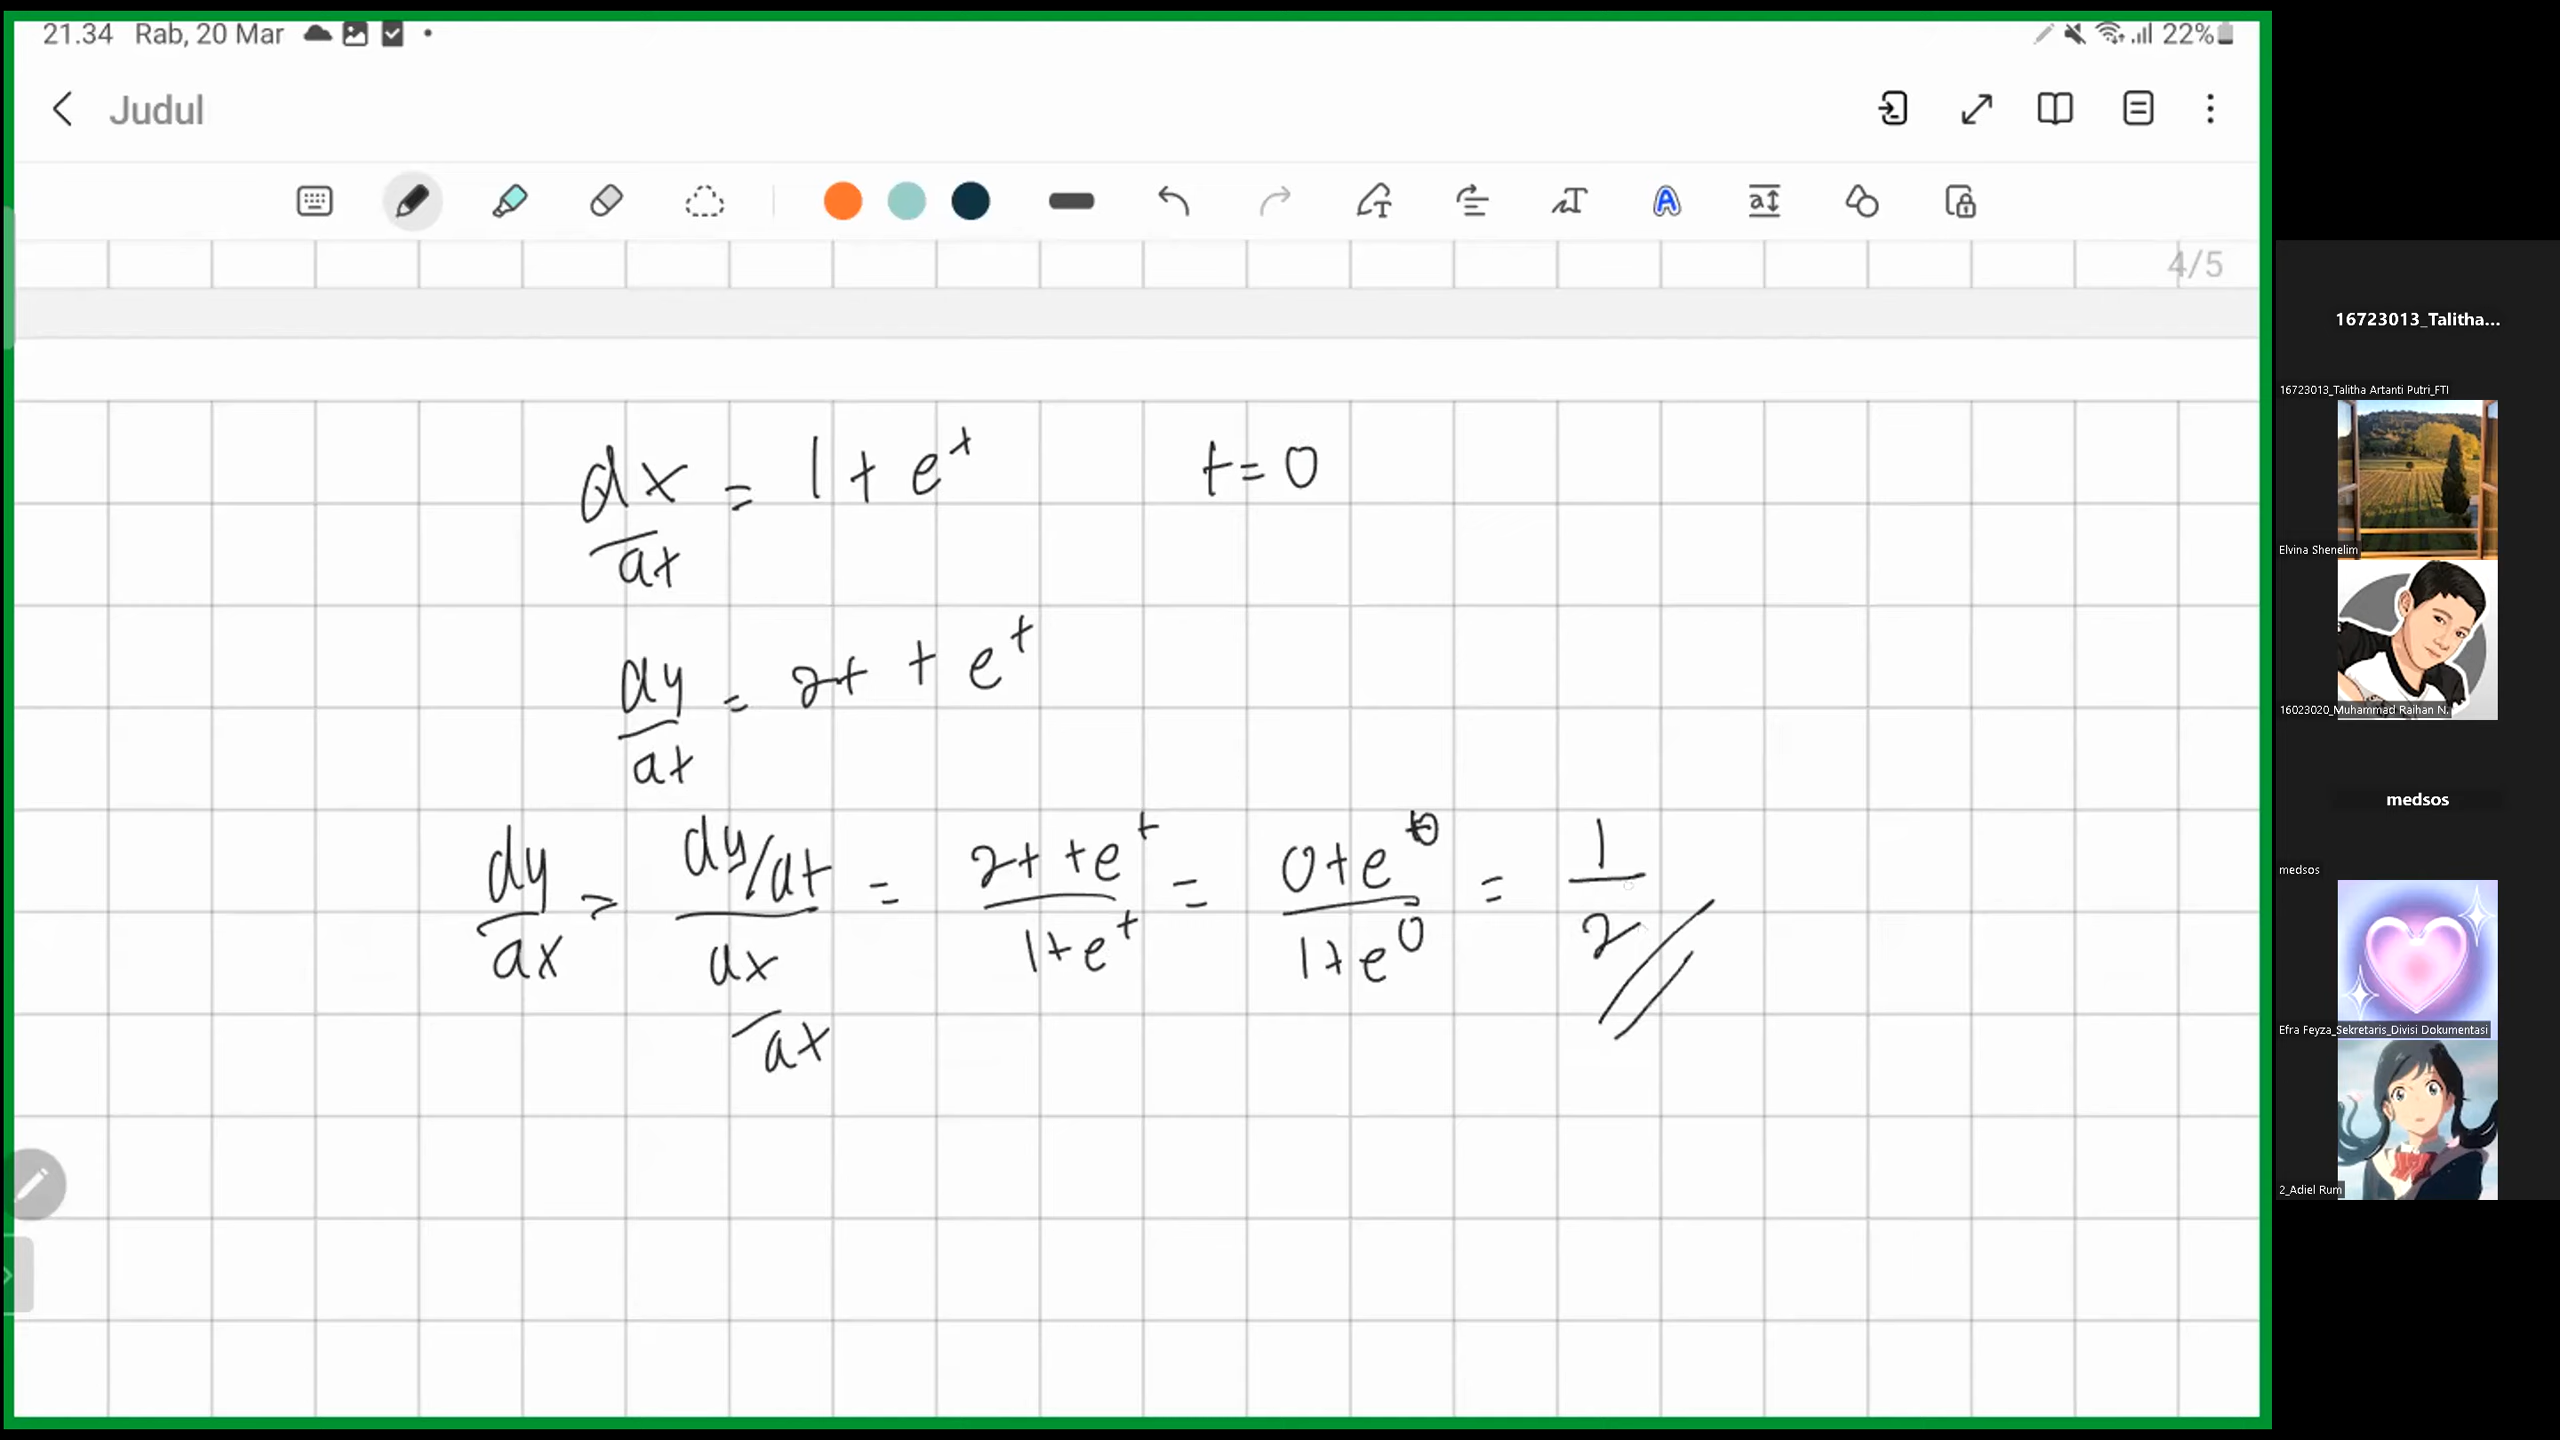 21.34 Rab, 20 Mar 22%
Judul
4/5
dx/dt = 1 + e^t t = 0
dy/dt = 2t + e^t
dy/dx = (dy/dt)/(dx/dt) = (2t + e^t)/(1 + e^t) = (0 + e^0)/(1 + e^0) = 1/2
16723013_Talitha...
16723013_Talitha Artanti Putri_FTI
Elvina Shenelim
16023020_Muhammad Raihan N.
medsos
medsos
Efra Feyza_Sekretaris_Divisi Dokumentasi
2_Adiel Rum